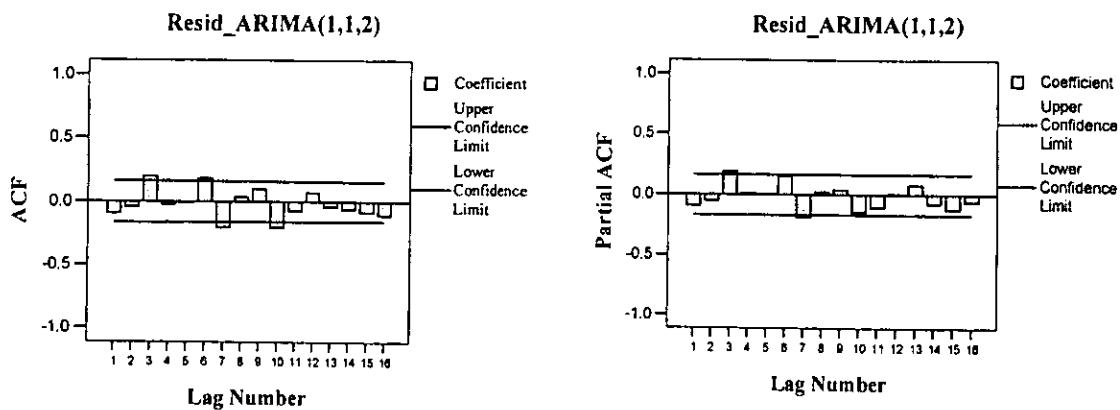 Resid_ARIMA(1,1,2)
1.0
0.5
0.0
-0.5
-1.0
ACF
1 2 3 4 5 6 7 8 9 10 11 12 13 14 15 16
Lag Number
Coefficient
Upper
Confidence
Limit
Lower
Confidence
Limit
Resid_ARIMA(1,1,2)
1.0
0.5
0.0
-0.5
-1.0
Partial ACF
1 2 3 4 5 6 7 8 9 10 11 12 13 14 15 16
Lag Number
Coefficient
Upper
Confidence
Limit
Lower
Confidence
Limit